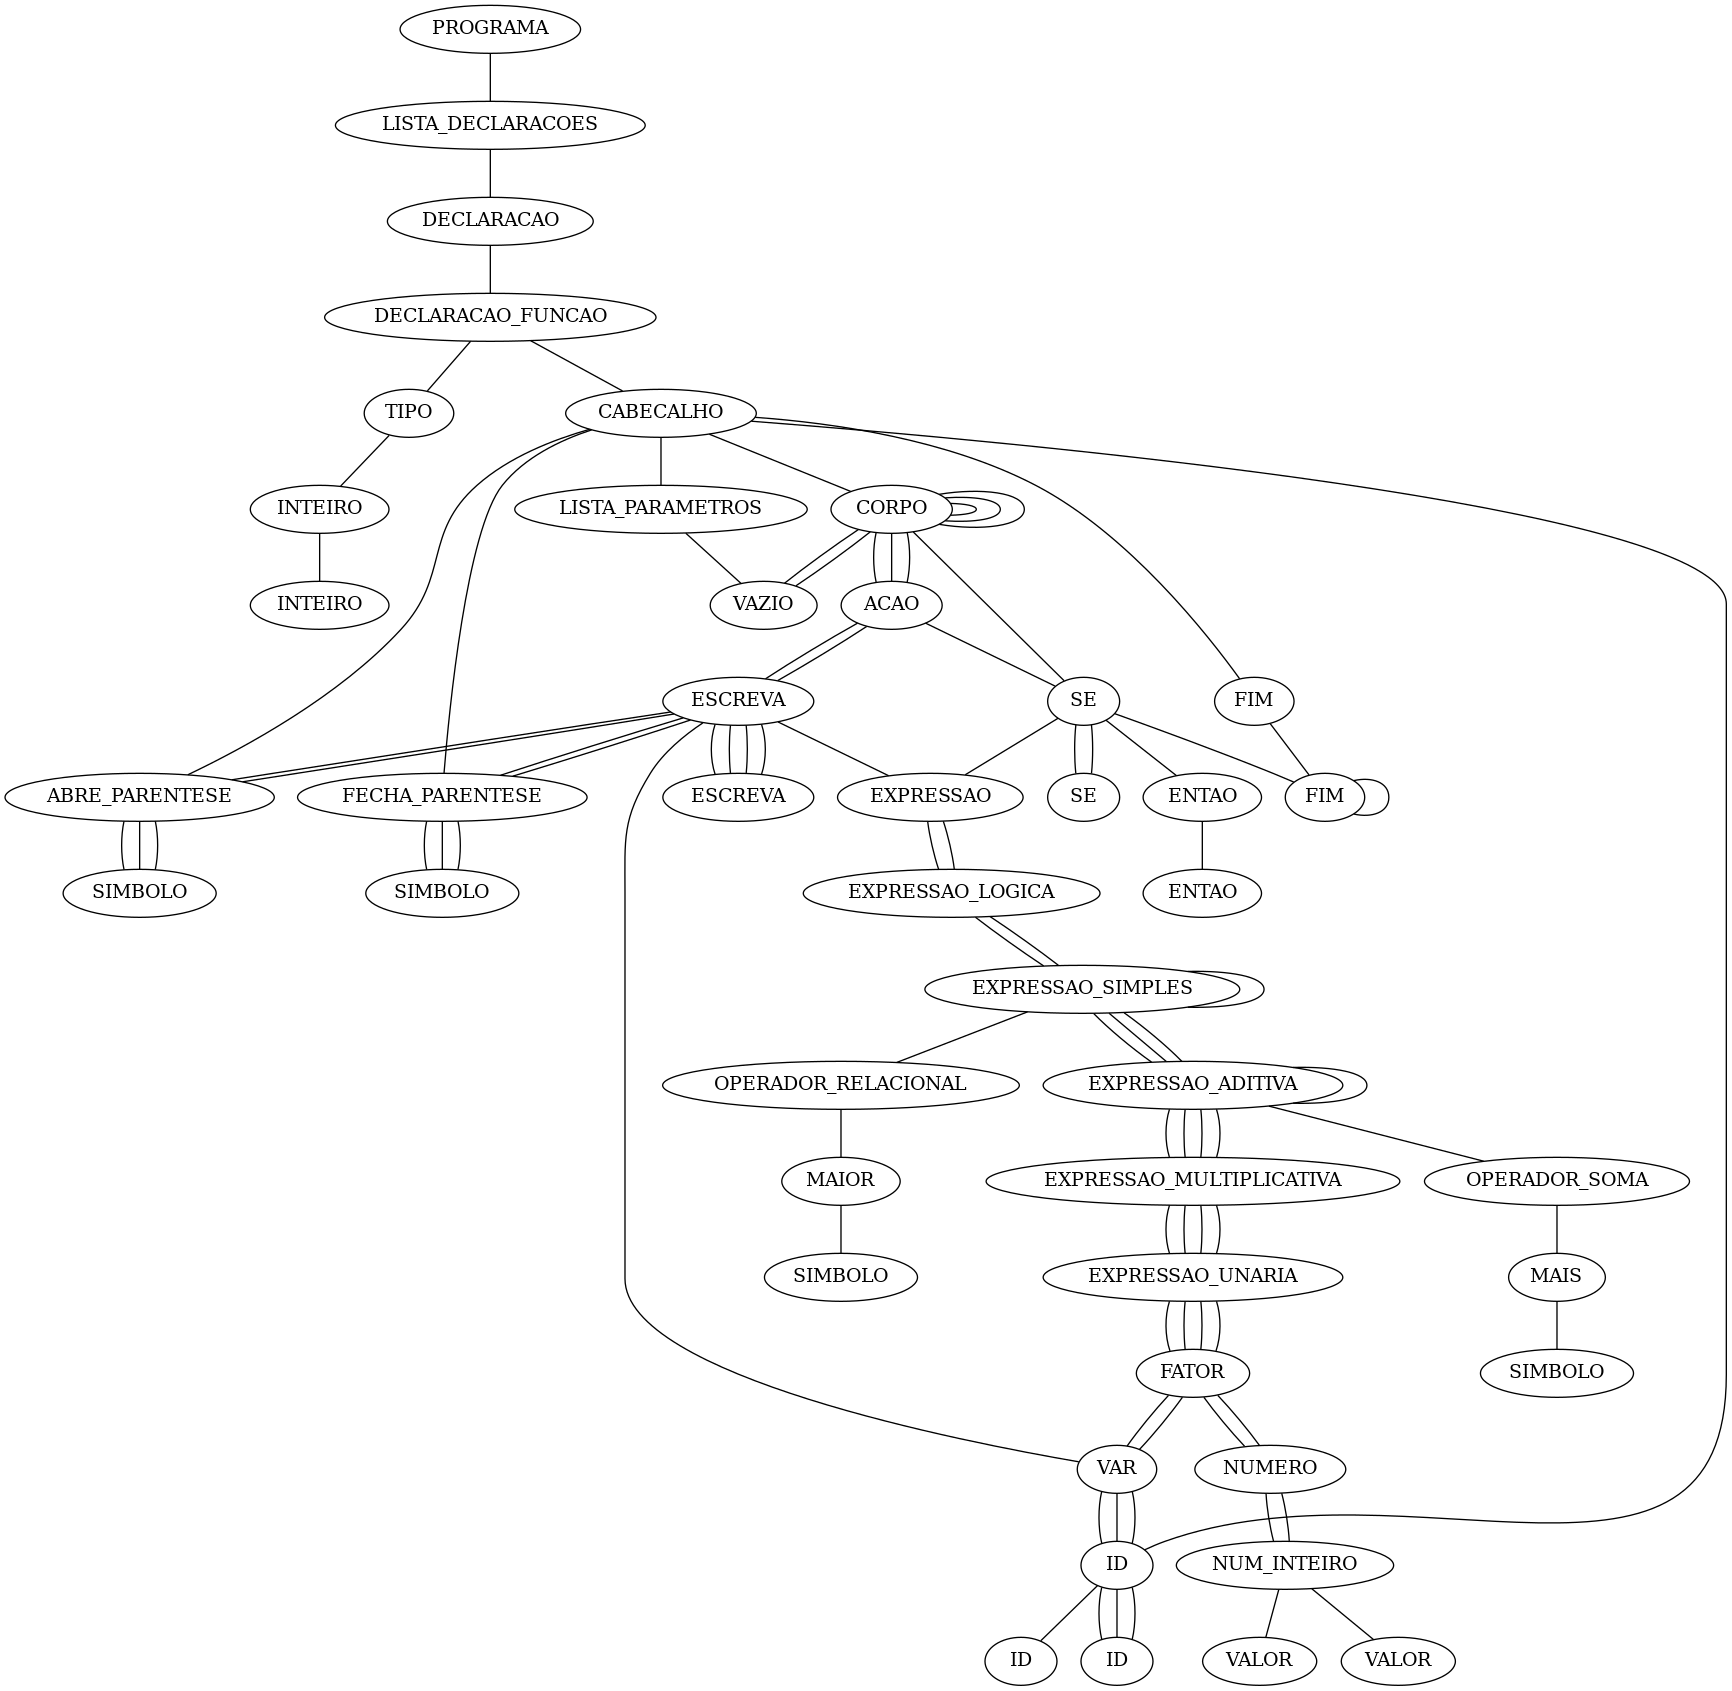 PROGRAMA
LISTA_DECLARACOES
DECLARACAO
DECLARACAO_FUNCAO
TIPO
CABECALHO
INTEIRO
LISTA_PARAMETROS
CORPO
INTEIRO
VAZIO
ACAO
ESCREVA
SE
FIM
ABRE_PARENTESE
FECHA_PARENTESE
ESCREVA
EXPRESSAO
SE
ENTAO
FIM
SIMBOLO
SIMBOLO
EXPRESSAO_LOGICA
ENTAO
EXPRESSAO_SIMPLES
OPERADOR_RELACIONAL
EXPRESSAO_ADITIVA
MAIOR
EXPRESSAO_MULTIPLICATIVA
OPERADOR_SOMA
SIMBOLO
EXPRESSAO_UNARIA
MAIS
FATOR
SIMBOLO
VAR
NUMERO
ID
NUM_INTEIRO
ID
ID
VALOR
VALOR